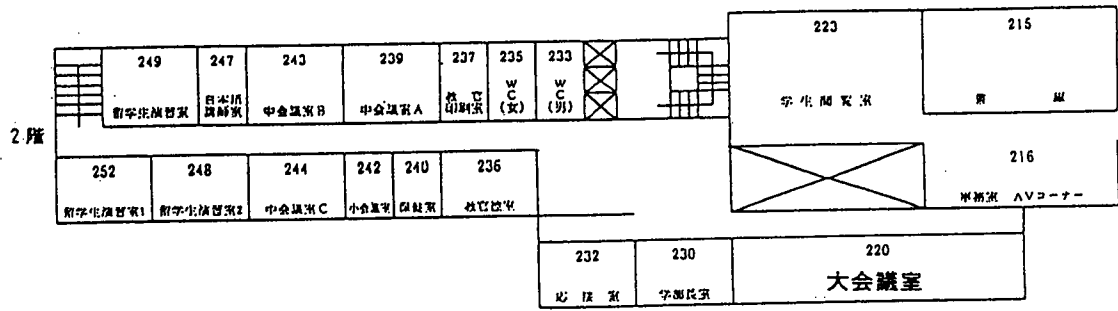 2階
249
留学生演習室
247
日本語
講師室
243
中会議室B
239
中会議室A
237
教官
印刷室
235
WC(女)
233
WC(男)
223
学生閲覧室
215
書庫
252
留学生演習室1
248
留学生演習室2
244
中会議室C
242
小会議室
240
236
教官控室
216
事務室 AVコーナー
232
応接室
230
学部長室
220
大会議室